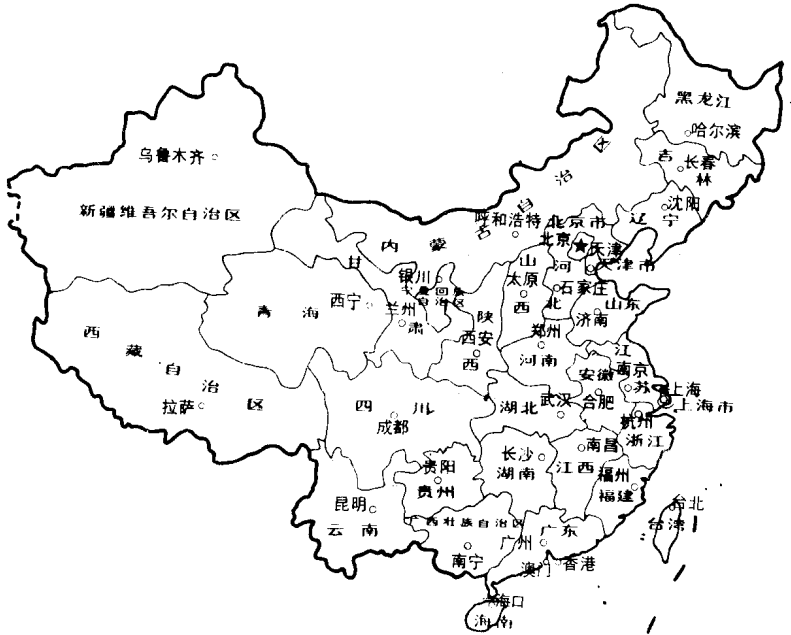 黑龙江
哈尔滨
吉林
长春
辽宁
沈阳
内蒙古自治区
呼和浩特
乌鲁木齐
新疆维吾尔自治区
北京市
北京
天津
天津市
河北
石家庄
山西
太原
山东
济南
甘肃
兰州
银川
宁夏回族
自治区
青海
西宁
陕西
西安
郑州
河南
江苏
南京
安徽
合肥
上海
上海市
西藏自治区
拉萨
四川
成都
湖北
武汉
杭州
浙江
长沙
湖南
南昌
江西
福州
福建
贵阳
贵州
昆明
云南
广西壮族自治区
南宁
广东
广州
澳门
香港
台北
台湾
海口
海南